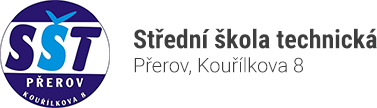 SŠT
PŘEROV
KOUŘÍLKOVA 8
Střední škola technická
Přerov, Kouřílkova 8